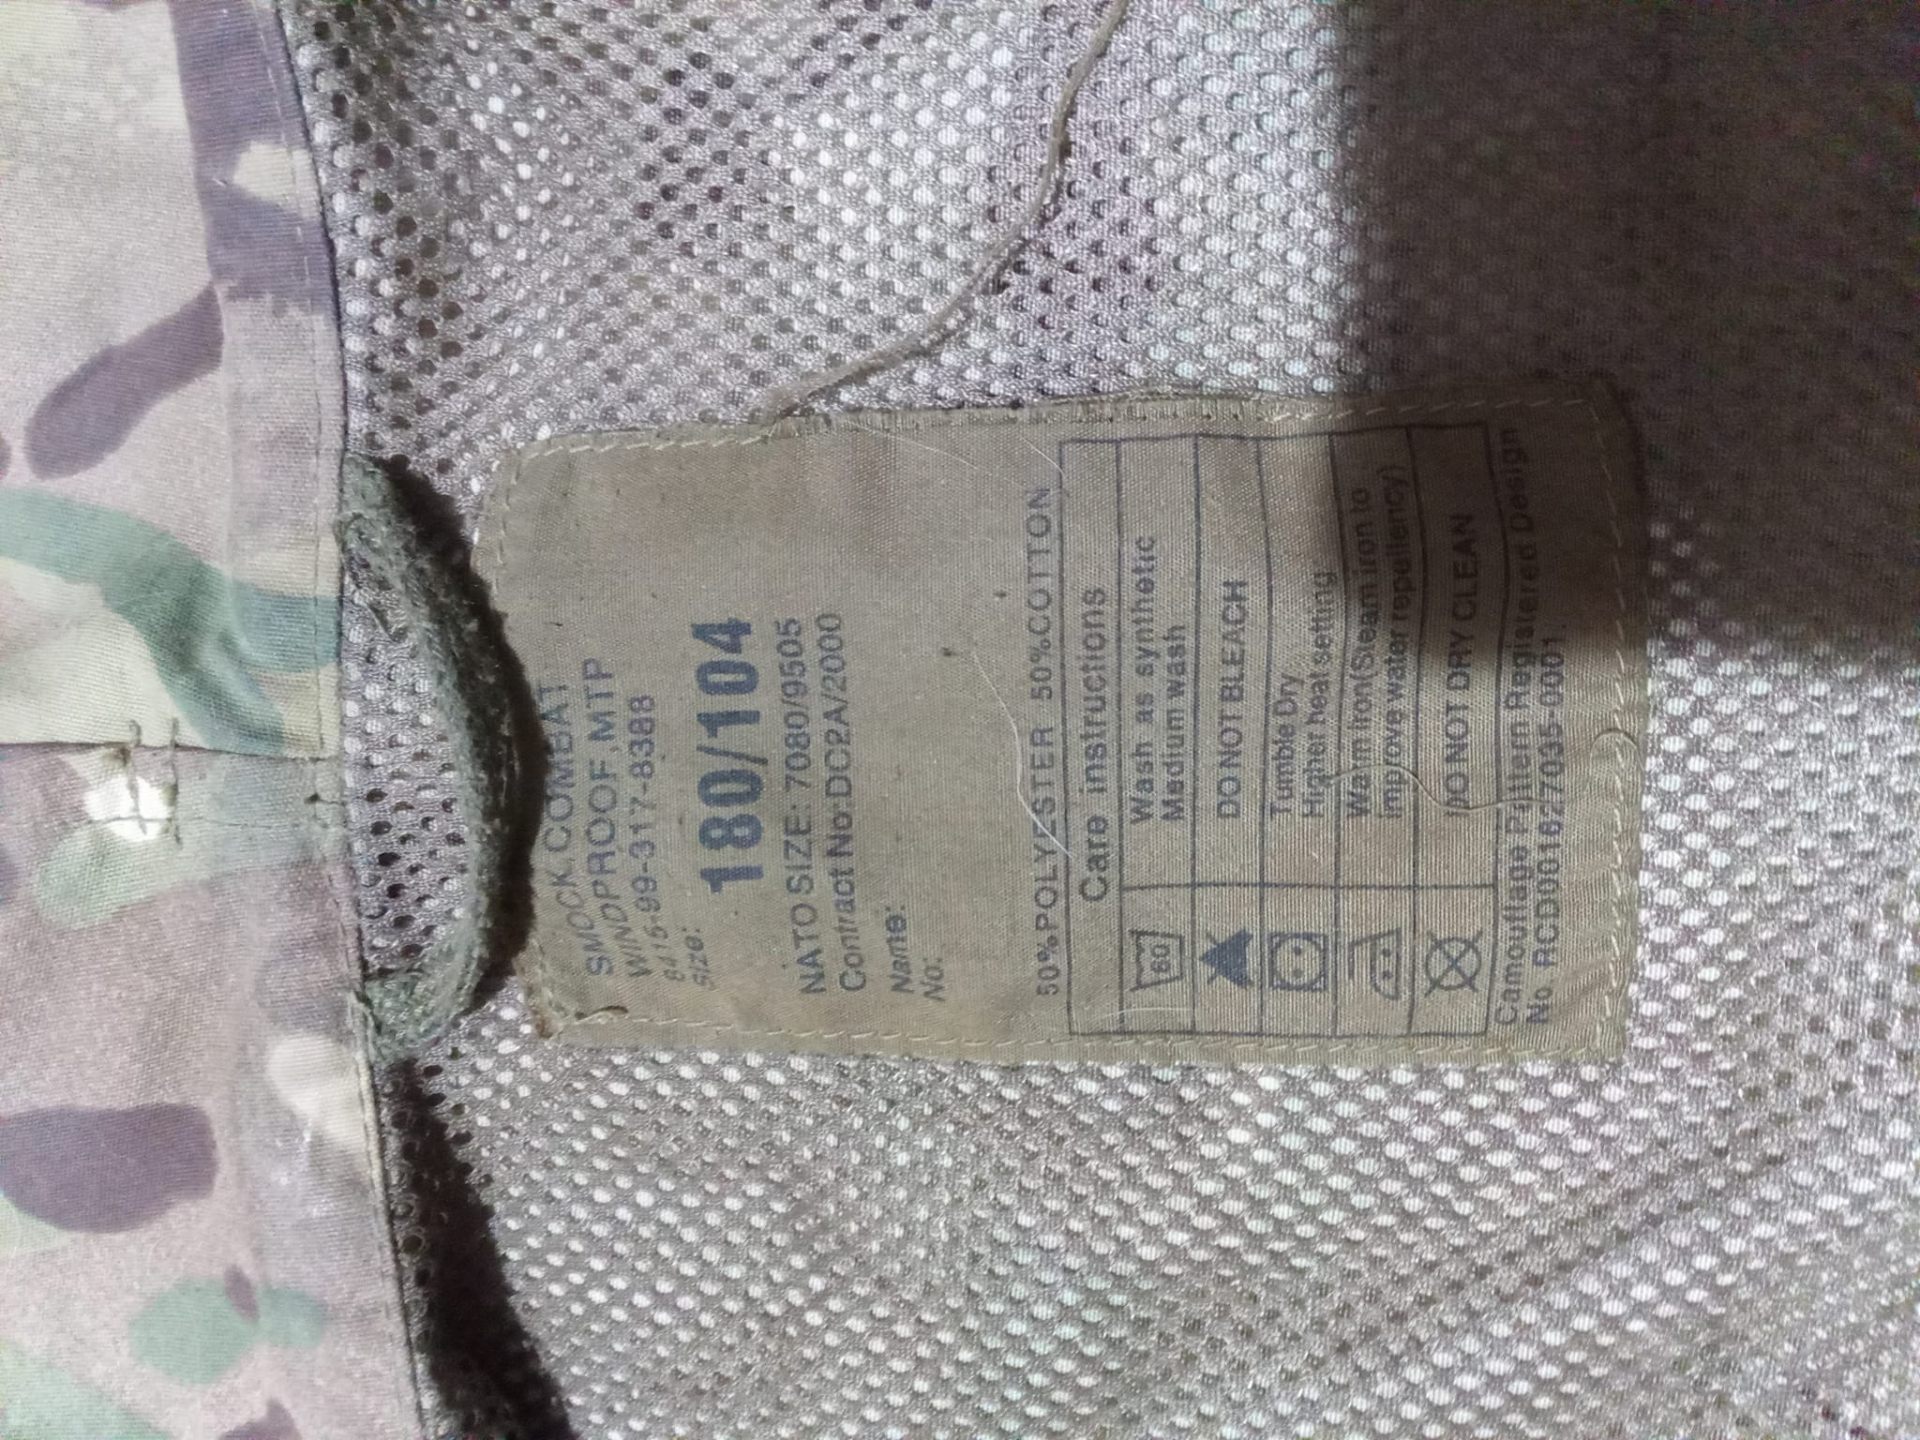 SMOCK, COMBAT
WINDPROOF, MTP
8415-99-317-8388
Size:
180/104
NATO SIZE: 7080/9505
Contract No:DC2A/2000
Name:
No:
50%POLYESTER 50%COTTON
Care instructions
60 Wash as synthetic
Medium wash
DO NOT BLEACH
Tumble Dry
Higher heat setting
Warm iron(Steam iron to
improve water repellency)
DO NOT DRY CLEAN
Camouflage Pattern Registered Design
No. RCD00162 7035-0001.